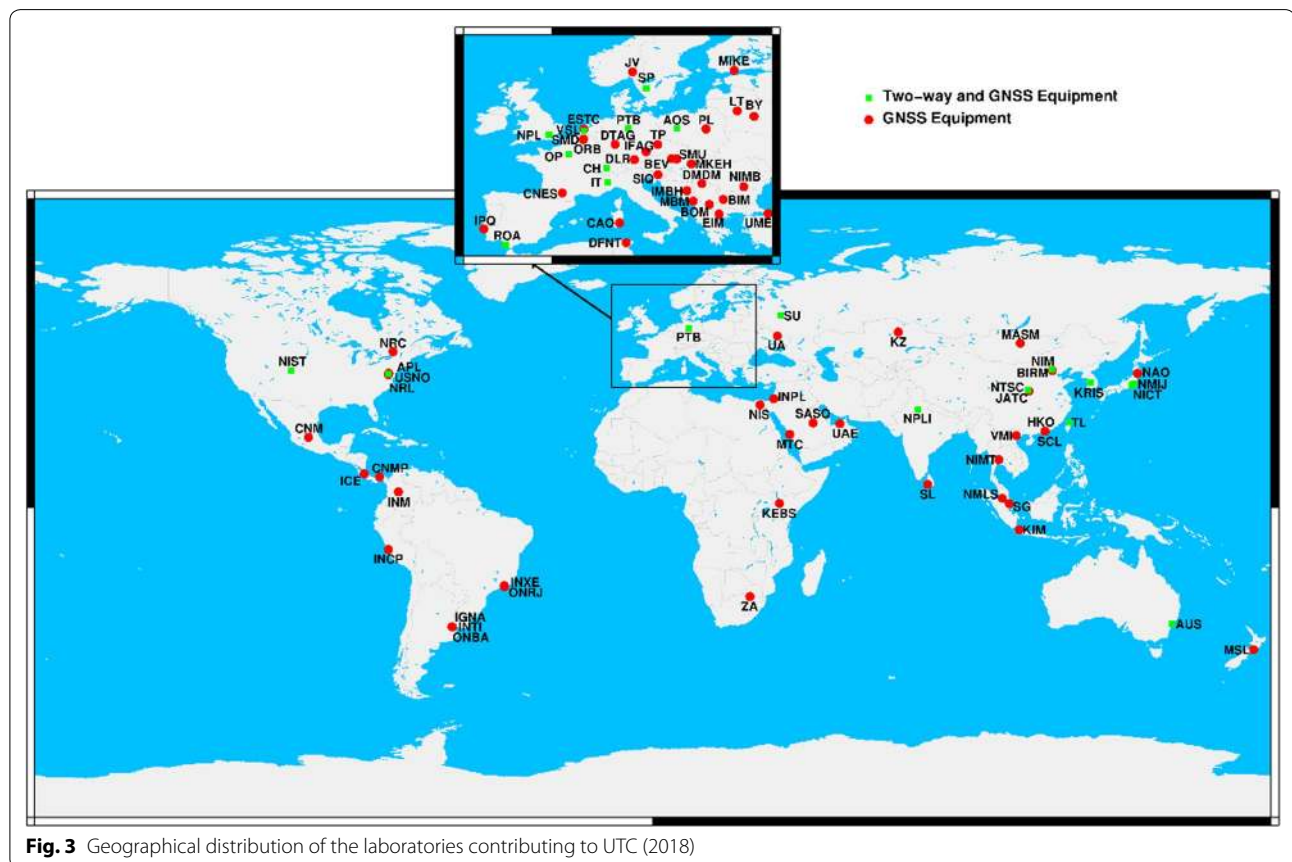 JV
MIKE
SP
Two-way and GNSS Equipment
GNSS Equipment
LT BY
ESTC
PTB
AOS
PL
VSL
NPL
SMD
DTAG
TP
ORB
IFAG
OP
DLR
BEV
SMU
MKEH
CH
SIQ
DMDM
NIMB
IT
CNES
IMBH
MBM
BIM
BOM
EIM
UME
IPQ
CAO
ROA
DFNT
SU
PTB
UA
KZ
MASM
NRC
NIST
APL
USNO
NRL
NIM
BIRM
NAO
NTSC
JATC
KRIS
NMIJ
NICT
INPL
NIS
SASO
NPLI
CNM
MTC
UAE
HKO
SCL
TL
VMI
NIMT
CNMP
ICE
INM
SL
NMLS
SG
KEBS
KIM
INCP
INXE
ONRJ
ZA
IGNA
INTI
ONBA
AUS
MSL
Fig. 3 Geographical distribution of the laboratories contributing to UTC (2018)